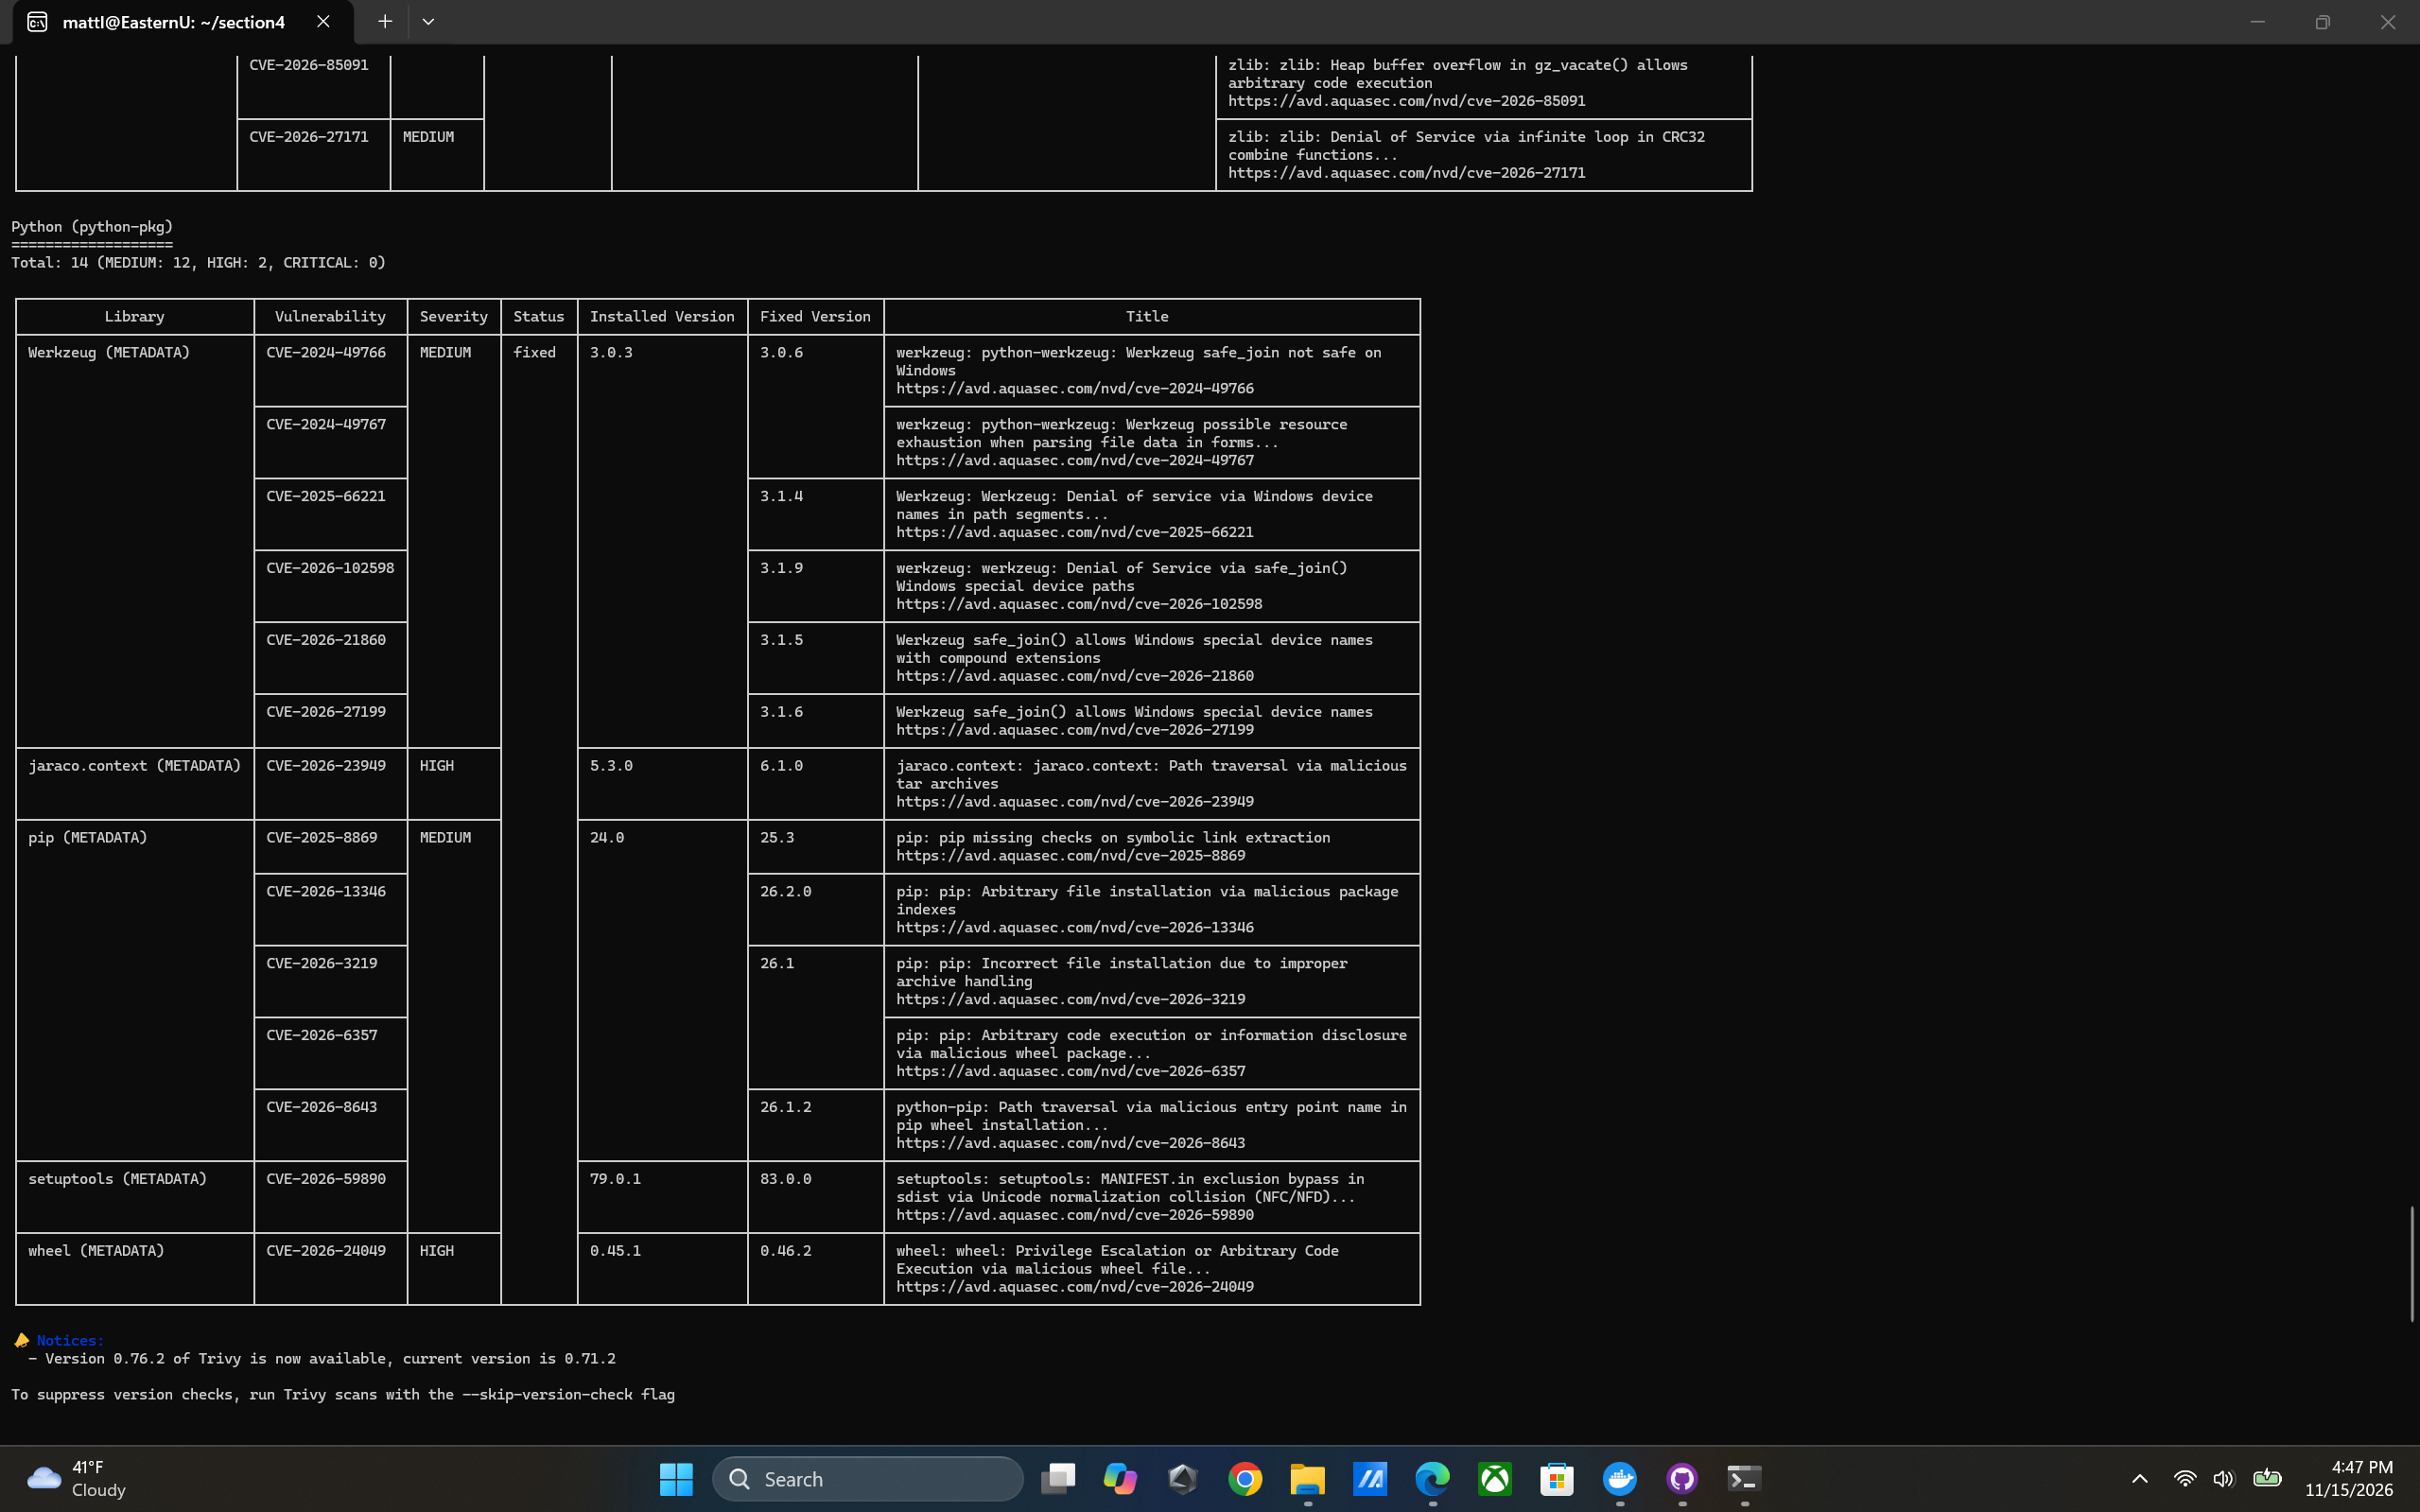 mattl@EasternU: ~/section4
CVE-2026-85091
zlib: zlib: Heap buffer overflow in gz_vacate() allows
arbitrary code execution
https://avd.aquasec.com/nvd/cve-2026-85091
CVE-2026-27171 MEDIUM
zlib: zlib: Denial of Service via infinite loop in CRC32
combine functions...
https://avd.aquasec.com/nvd/cve-2026-27171
Python (python-pkg)
===================
Total: 14 (MEDIUM: 12, HIGH: 2, CRITICAL: 0)
Library Vulnerability Severity Status Installed Version Fixed Version Title
Werkzeug (METADATA) CVE-2024-49766 MEDIUM fixed 3.0.3 3.0.6 werkzeug: python-werkzeug: Werkzeug safe_join not safe on
Windows
https://avd.aquasec.com/nvd/cve-2024-49766
CVE-2024-49767 werkzeug: python-werkzeug: Werkzeug possible resource
exhaustion when parsing file data in forms...
https://avd.aquasec.com/nvd/cve-2024-49767
CVE-2025-66221 3.1.4 Werkzeug: Werkzeug: Denial of service via Windows device
names in path segments...
https://avd.aquasec.com/nvd/cve-2025-66221
CVE-2026-102598 3.1.9 werkzeug: werkzeug: Denial of Service via safe_join()
Windows special device paths
https://avd.aquasec.com/nvd/cve-2026-102598
CVE-2026-21860 3.1.5 Werkzeug safe_join() allows Windows special device names
with compound extensions
https://avd.aquasec.com/nvd/cve-2026-21860
CVE-2026-27199 3.1.6 Werkzeug safe_join() allows Windows special device names
https://avd.aquasec.com/nvd/cve-2026-27199
jaraco.context (METADATA) CVE-2026-23949 HIGH 5.3.0 6.1.0 jaraco.context: jaraco.context: Path traversal via malicious
tar archives
https://avd.aquasec.com/nvd/cve-2026-23949
pip (METADATA) CVE-2025-8869 MEDIUM 24.0 25.3 pip: pip missing checks on symbolic link extraction
https://avd.aquasec.com/nvd/cve-2025-8869
CVE-2026-13346 26.2.0 pip: pip: Arbitrary file installation via malicious package
indexes
https://avd.aquasec.com/nvd/cve-2026-13346
CVE-2026-3219 26.1 pip: pip: Incorrect file installation due to improper
archive handling
https://avd.aquasec.com/nvd/cve-2026-3219
CVE-2026-6357 pip: pip: Arbitrary code execution or information disclosure
via malicious wheel package...
https://avd.aquasec.com/nvd/cve-2026-6357
CVE-2026-8643 26.1.2 python-pip: Path traversal via malicious entry point name in
pip wheel installation...
https://avd.aquasec.com/nvd/cve-2026-8643
setuptools (METADATA) CVE-2026-59890 79.0.1 83.0.0 setuptools: setuptools: MANIFEST.in exclusion bypass in
sdist via Unicode normalization collision (NFC/NFD)...
https://avd.aquasec.com/nvd/cve-2026-59890
wheel (METADATA) CVE-2026-24049 HIGH 0.45.1 0.46.2 wheel: wheel: Privilege Escalation or Arbitrary Code
Execution via malicious wheel file...
https://avd.aquasec.com/nvd/cve-2026-24049
Notices:
- Version 0.76.2 of Trivy is now available, current version is 0.71.2
To suppress version checks, run Trivy scans with the --skip-version-check flag
41°F
Cloudy
Search
4:47 PM
11/15/2026